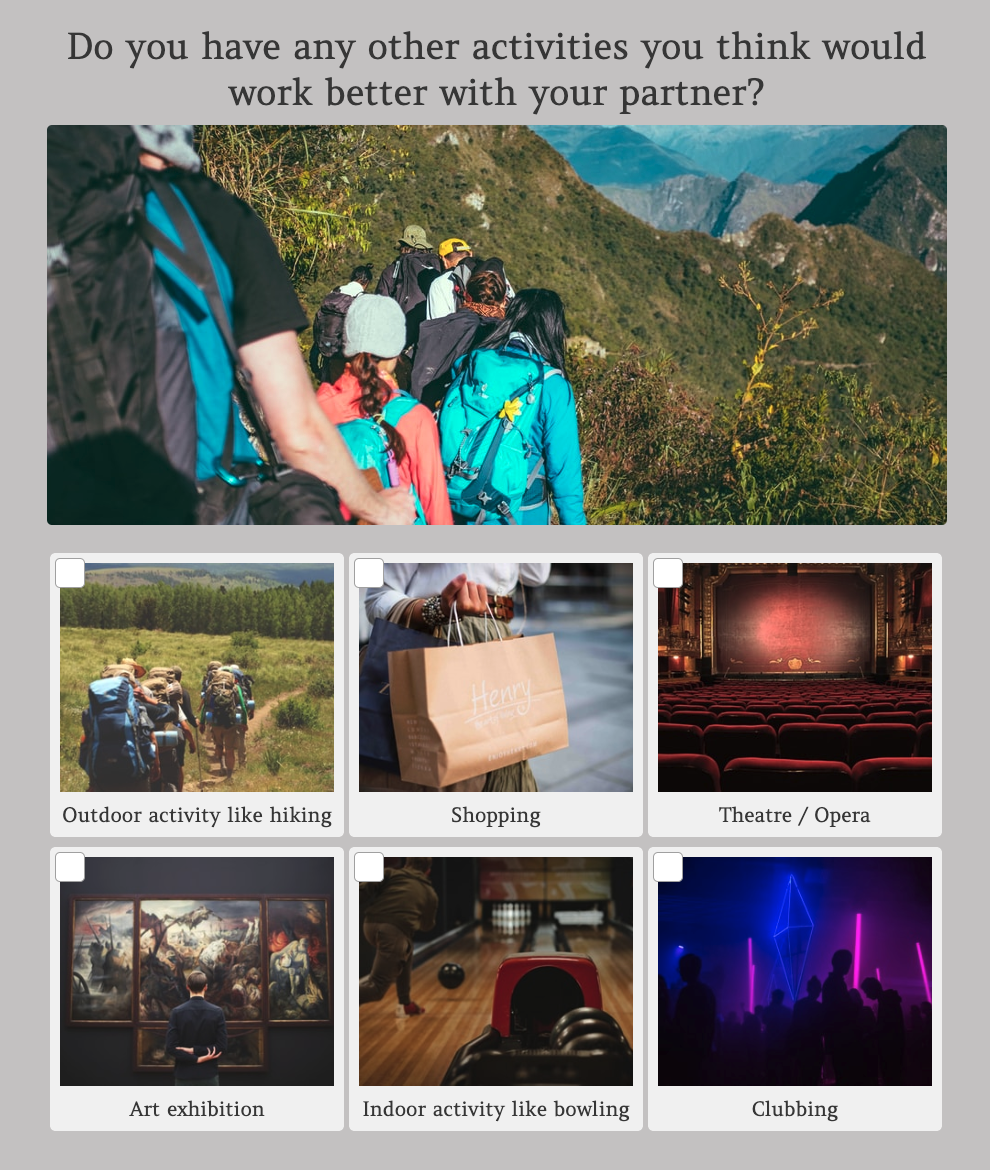 Do you have any other activities you think would
work better with your partner?
Henry
Outdoor activity like hiking
Shopping
Theatre / Opera
Art exhibition
Indoor activity like bowling
Clubbing